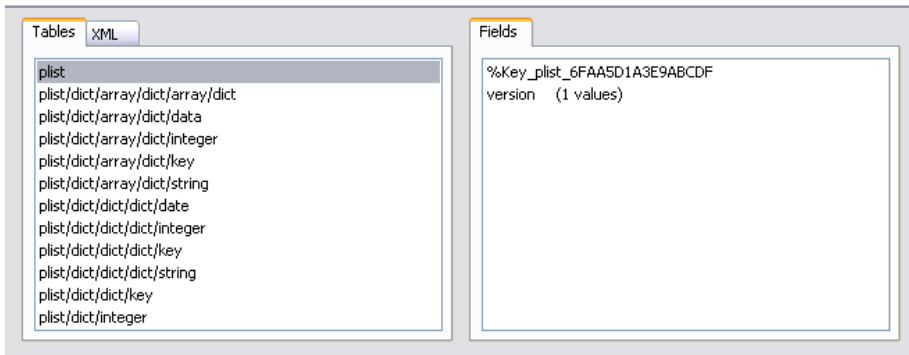 Tables XML
plist
plist/dict/array/dict/array/dict
plist/dict/array/dict/data
plist/dict/array/dict/integer
plist/dict/array/dict/key
plist/dict/array/dict/string
plist/dict/dict/dict/date
plist/dict/dict/dict/integer
plist/dict/dict/dict/key
plist/dict/dict/dict/string
plist/dict/dict/key
plist/dict/integer
Fields
%Key_plist_6FAA5D1A3E9ABCDF
version (1 values)